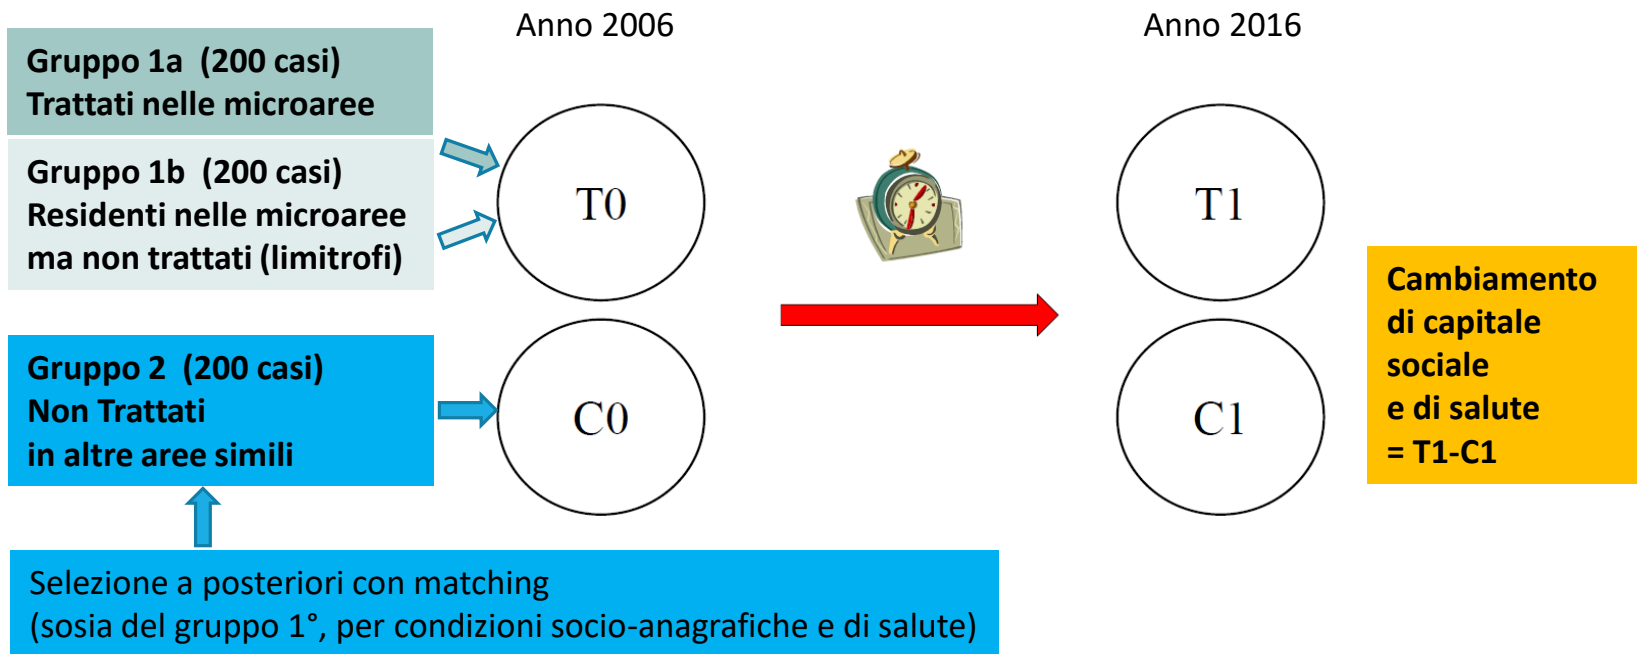 Anno 2006
Anno 2016
Gruppo 1a (200 casi)
Trattati nelle microaree
Gruppo 1b (200 casi)
Residenti nelle microaree
ma non trattati (limitrofi)
T0
T1
Gruppo 2 (200 casi)
Non Trattati
in altre aree simili
C0
C1
Cambiamento
di capitale
sociale
e di salute
= T1-C1
Selezione a posteriori con matching
(sosia del gruppo 1°, per condizioni socio-anagrafiche e di salute)